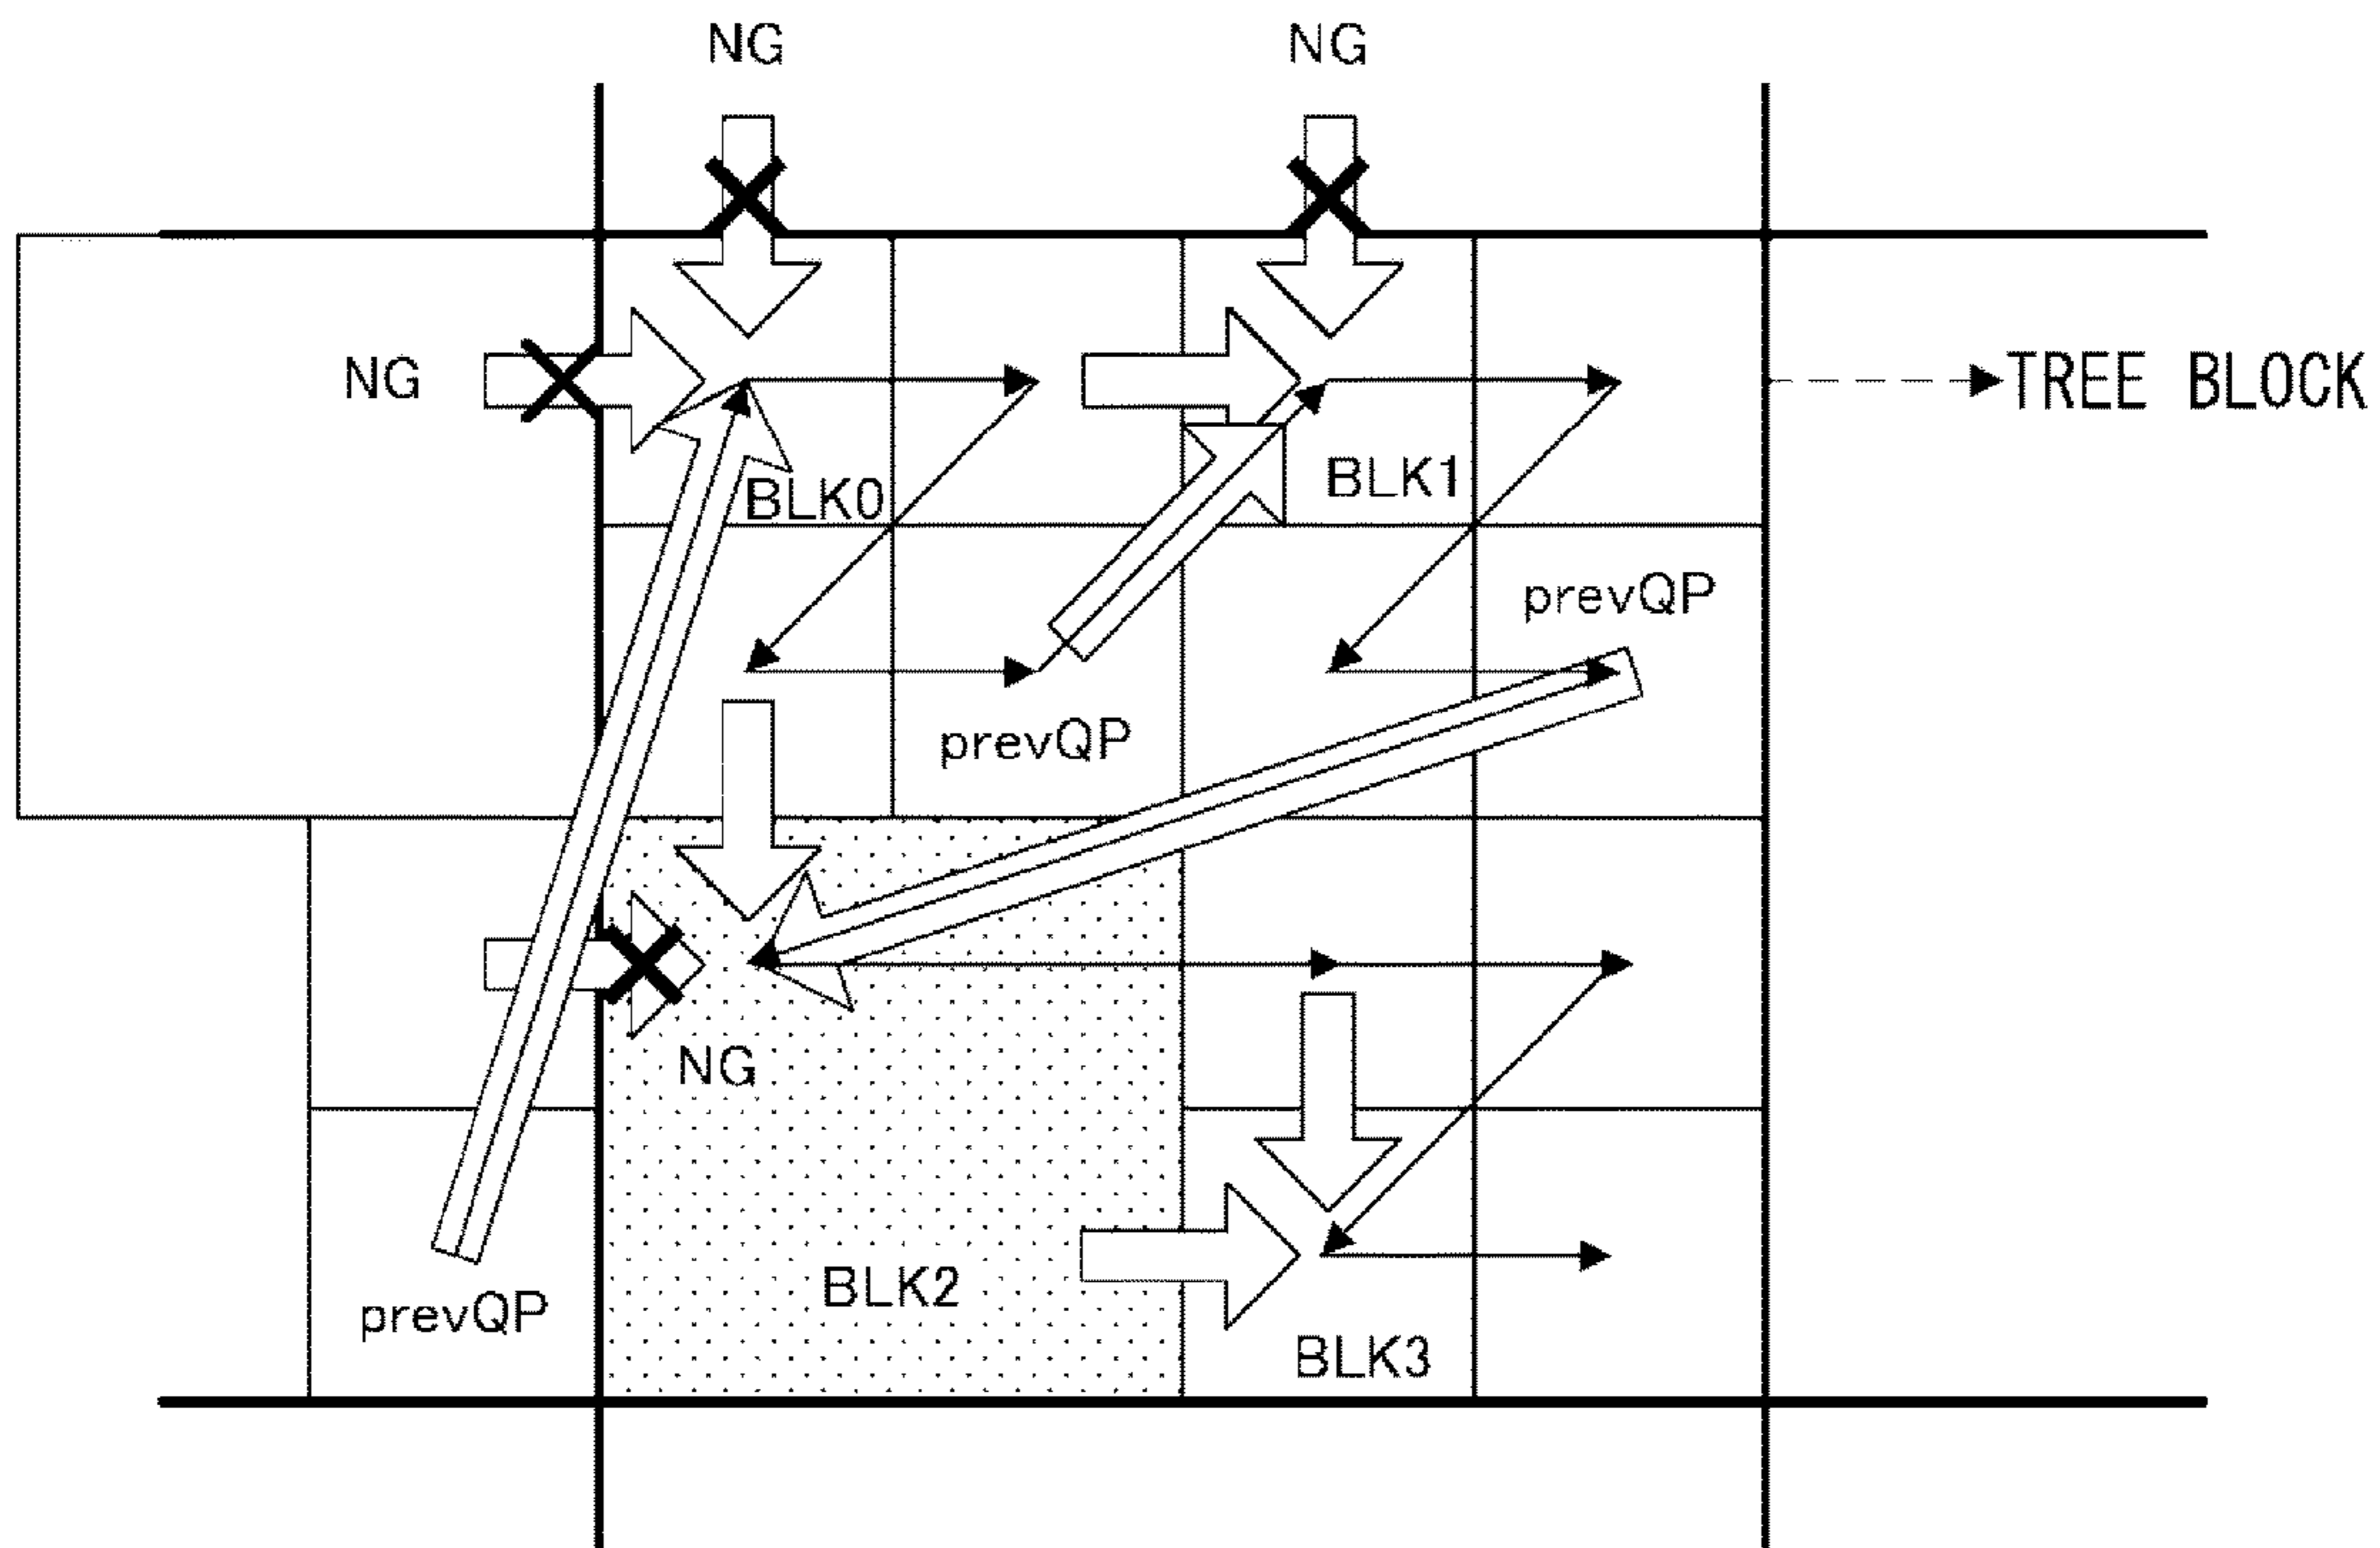 NG
NG
NG
TREE BLOCK
BLK0
BLK1
prevQP
prevQP
NG
BLK2
prevQP
BLK3